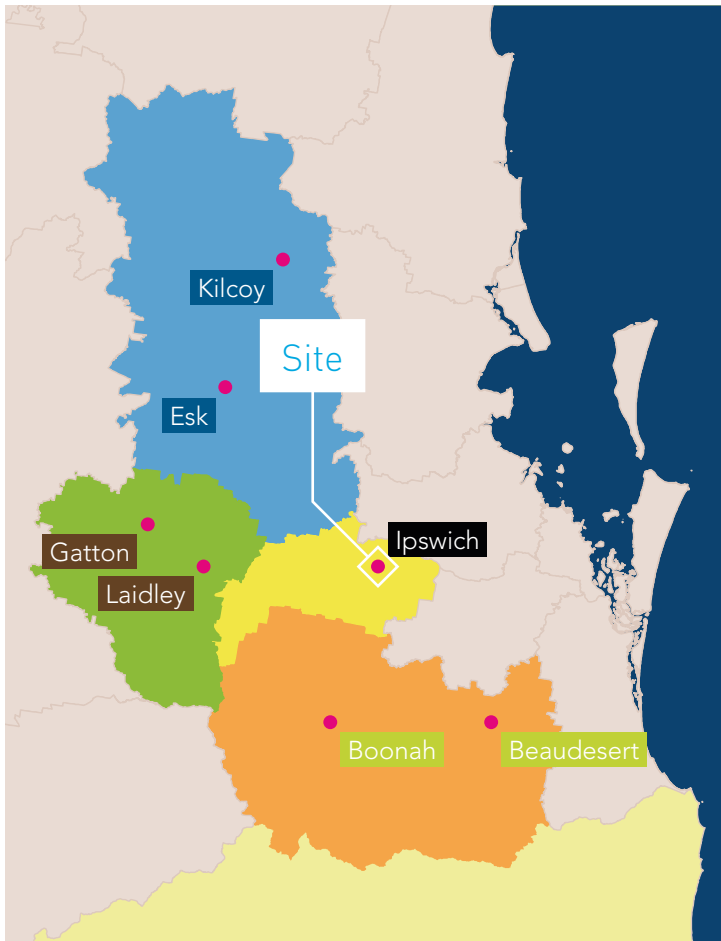 Kilcoy
Site
Esk
Ipswich
Gatton
Laidley
Boonah
Beaudesert